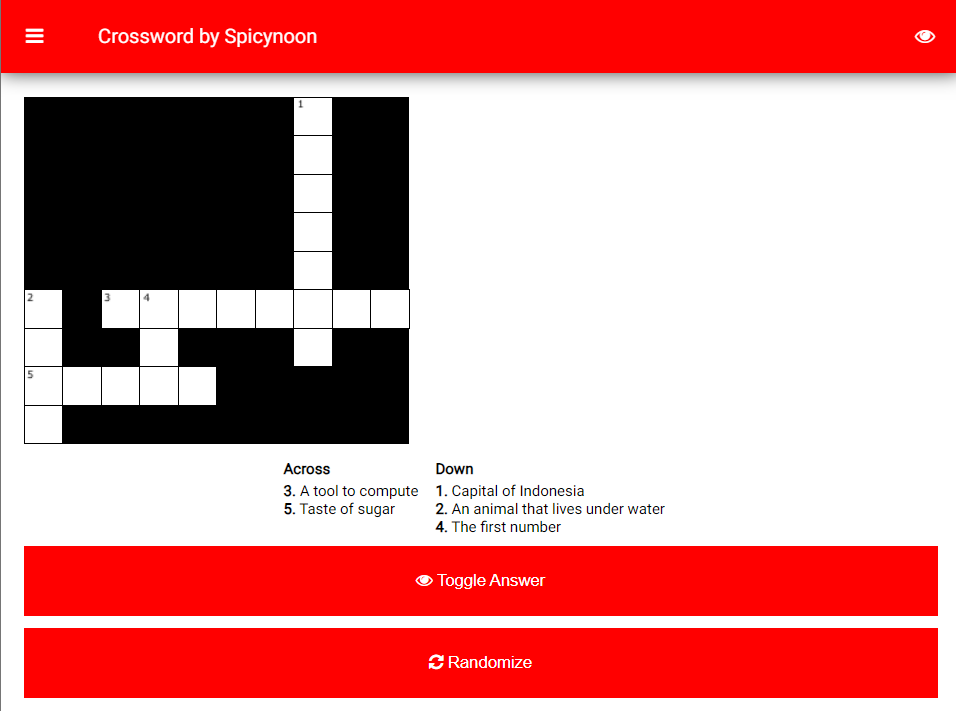 Crossword by Spicynoon
1
2
3
4
5
Across
3. A tool to compute
5. Taste of sugar
Down
1. Capital of Indonesia
2. An animal that lives under water
4. The first number
Toggle Answer
Randomize